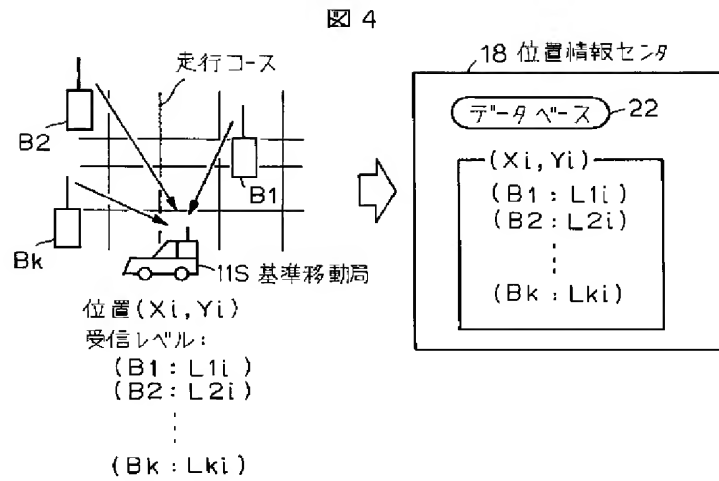 図 4
走行コース
B2
B1
Bk
11S 基準移動局
位置(Xi,Yi)
受信レベル:
(B1:L1i)
(B2:L2i)
(Bk:Lki)
18 位置情報センタ
データベース
22
(Xi,Yi)
(B1:L1i)
(B2:L2i)
(Bk:Lki)